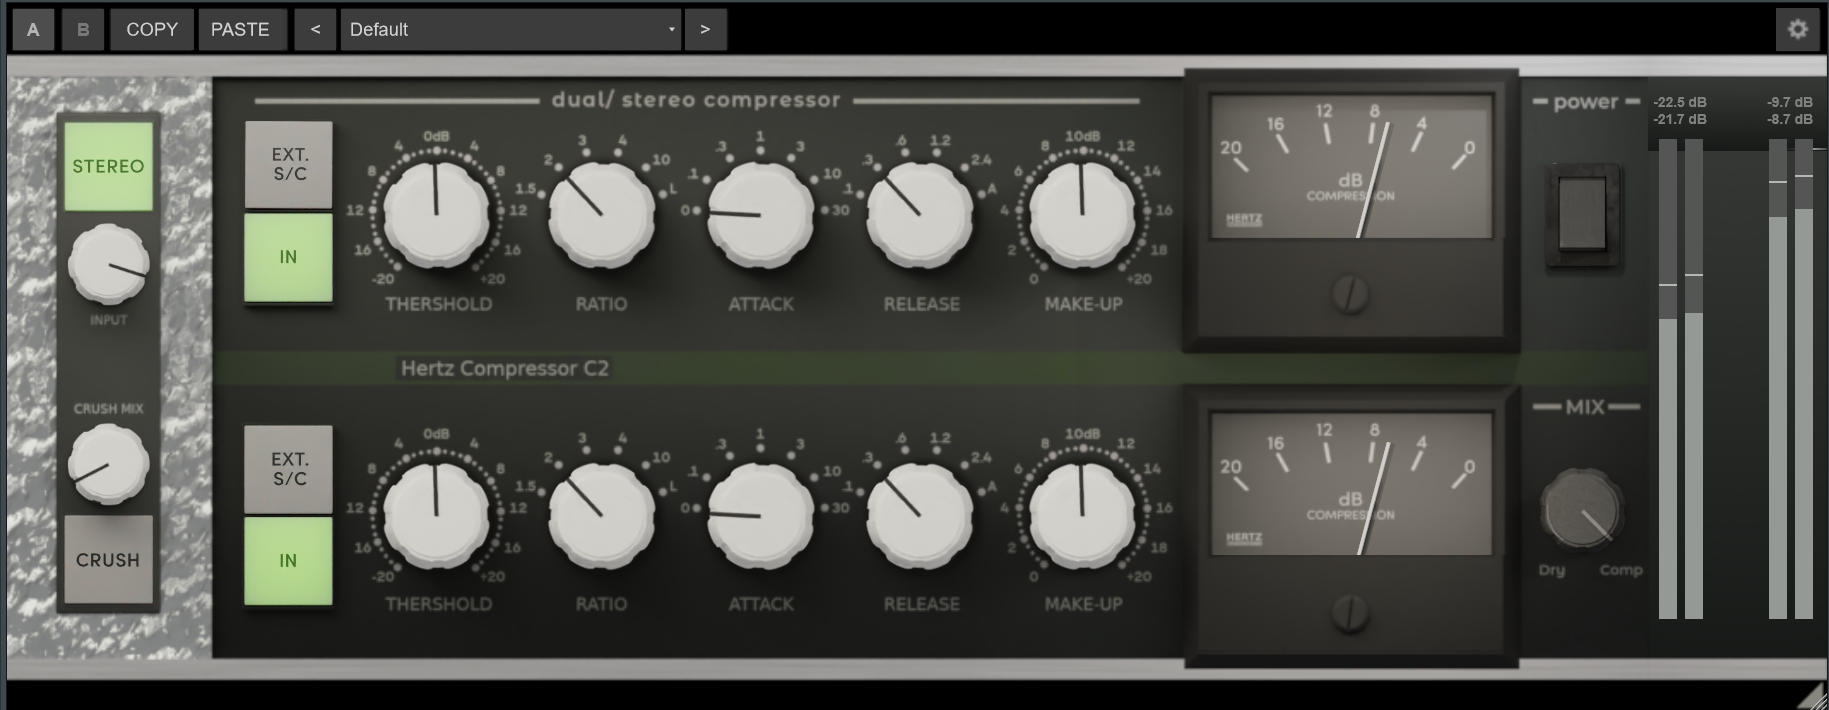 A B COPY PASTE < Default >
dual/ stereo compressor
power
-22.5 dB -9.7 dB
-21.7 dB -8.7 dB
STEREO
INPUT
CRUSH MIX
CRUSH
EXT.
S/C
IN
-20 16 12 8 4 0dB 4 8 12 16 +20
THERSHOLD
1.5 2 3 4 10 L
RATIO
0 .1 .3 1 3 10 30
ATTACK
.1 .3 .6 1.2 2.4 A
RELEASE
0 2 4 6 8 10dB 12 14 16 18 +20
MAKE-UP
20 16 12 8 4 0
dB
COMPRESSION
HERTZ
Hertz Compressor C2
EXT.
S/C
IN
-20 16 12 8 4 0dB 4 8 12 16 +20
THERSHOLD
1.5 2 3 4 10 L
RATIO
0 .1 .3 1 3 10 30
ATTACK
.1 .3 .6 1.2 2.4 A
RELEASE
0 2 4 6 8 10dB 12 14 16 18 +20
MAKE-UP
20 16 12 8 4 0
dB
COMPRESSION
HERTZ
MIX
Dry Comp